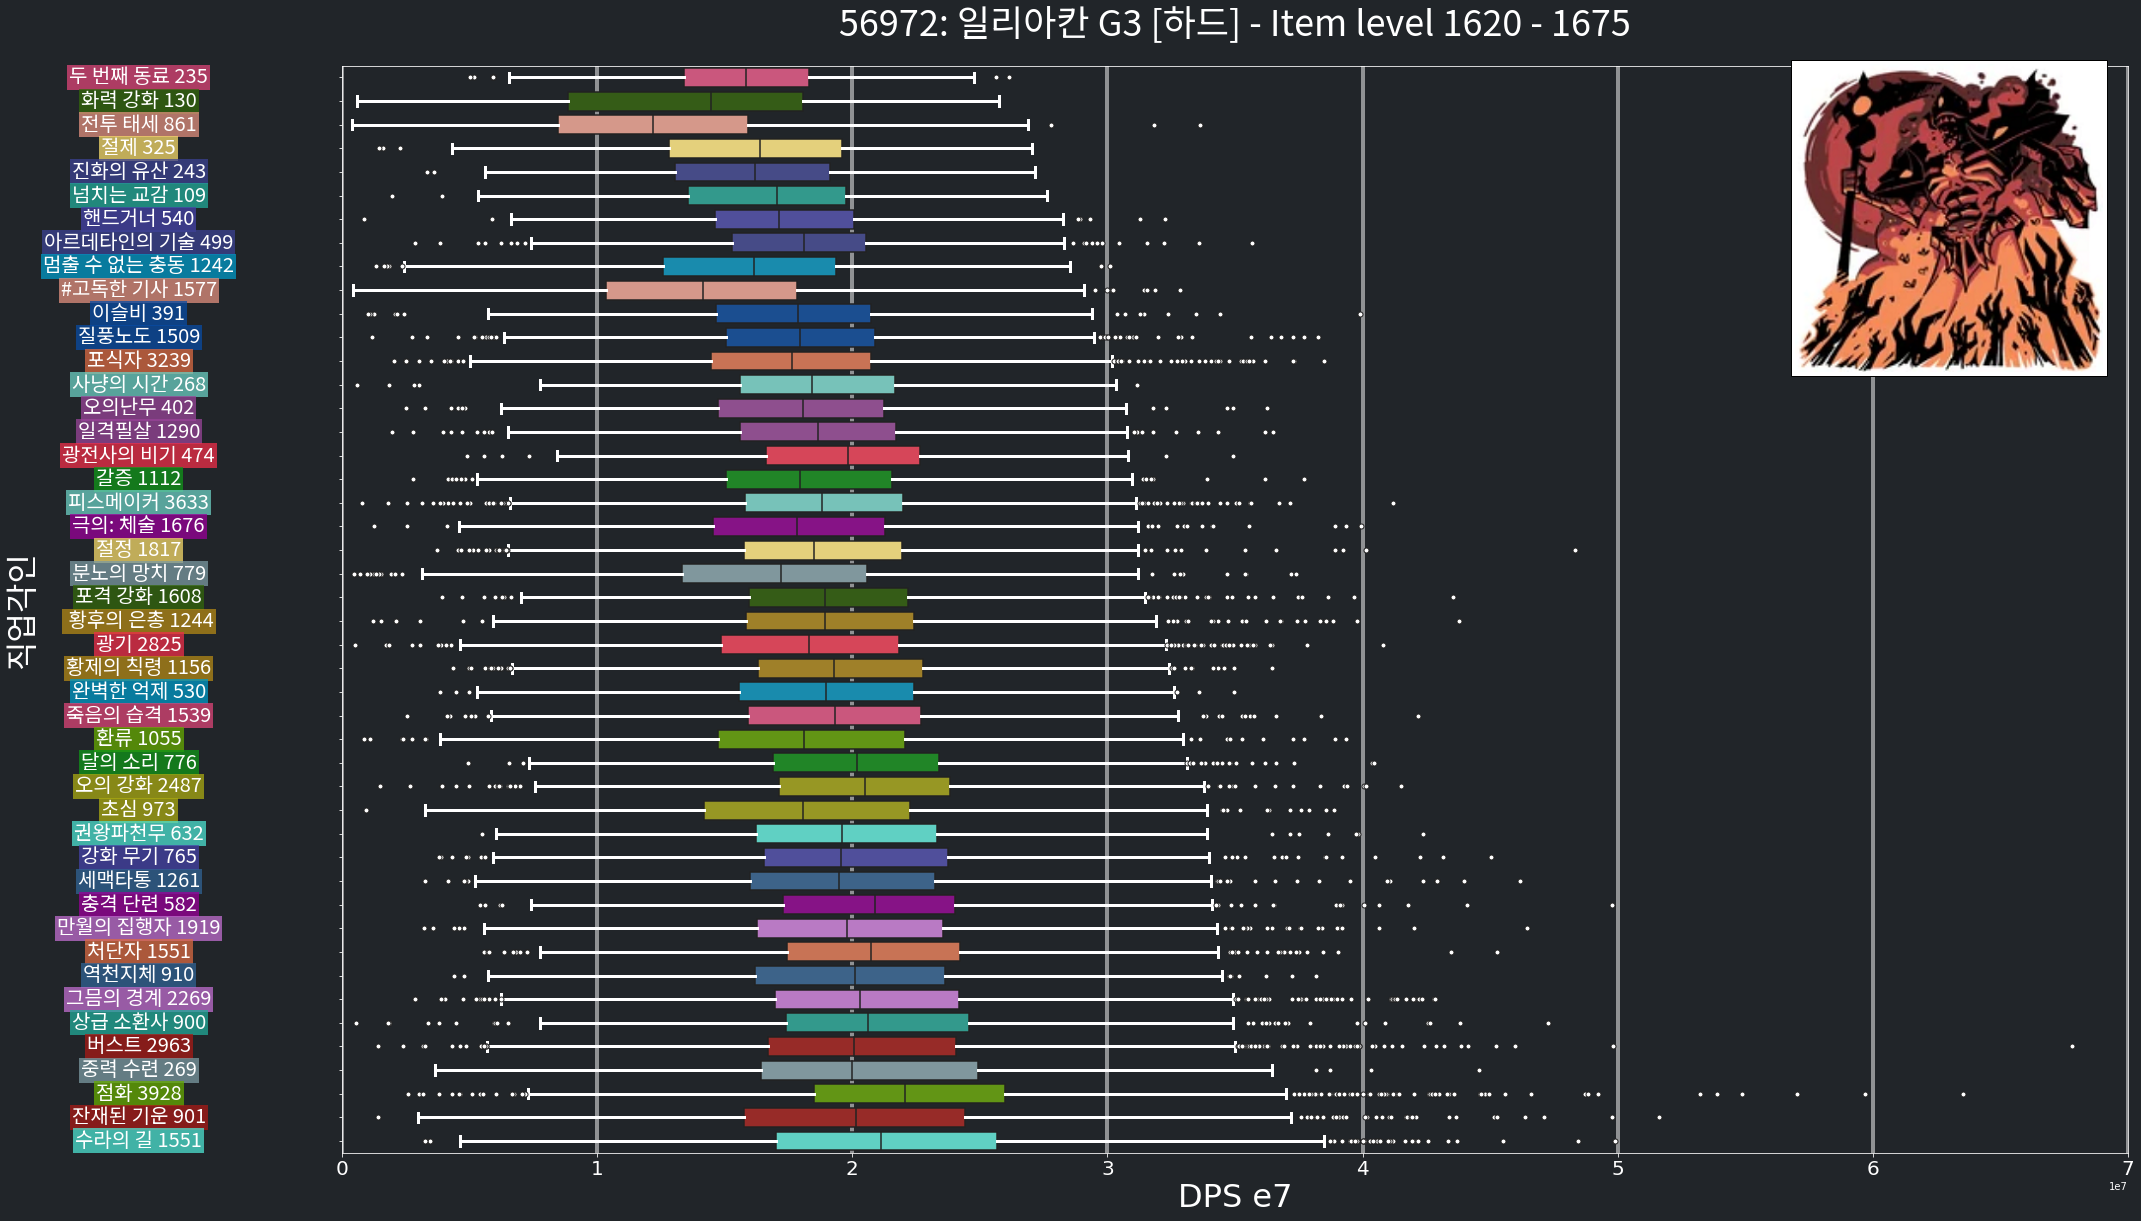 56972: 일리아칸 G3 [하드] - Item level 1620 - 1675
두 번째 동료 235
화력 강화 130
전투 태세 861
절제 325
진화의 유산 243
넘치는 교감 109
핸드거너 540
아르데타인의 기술 499
멈출 수 없는 충동 1242
#고독한 기사 1577
이슬비 391
질풍노도 1509
포식자 3239
사냥의 시간 268
오의난무 402
일격필살 1290
광전사의 비기 474
갈증 1112
피스메이커 3633
극의: 체술 1676
절정 1817
분노의 망치 779
포격 강화 1608
황후의 은총 1244
광기 2825
황제의 칙령 1156
완벽한 억제 530
죽음의 습격 1539
환류 1055
달의 소리 776
오의 강화 2487
초심 973
권왕파천무 632
강화 무기 765
세맥타통 1261
충격 단련 582
만월의 집행자 1919
처단자 1551
역천지체 910
그믐의 경계 2269
상급 소환사 900
버스트 2963
중력 수련 269
점화 3928
잔재된 기운 901
수라의 길 1551
직업각인
0 1 2 3 4 5 6 7
1e7
DPS e7